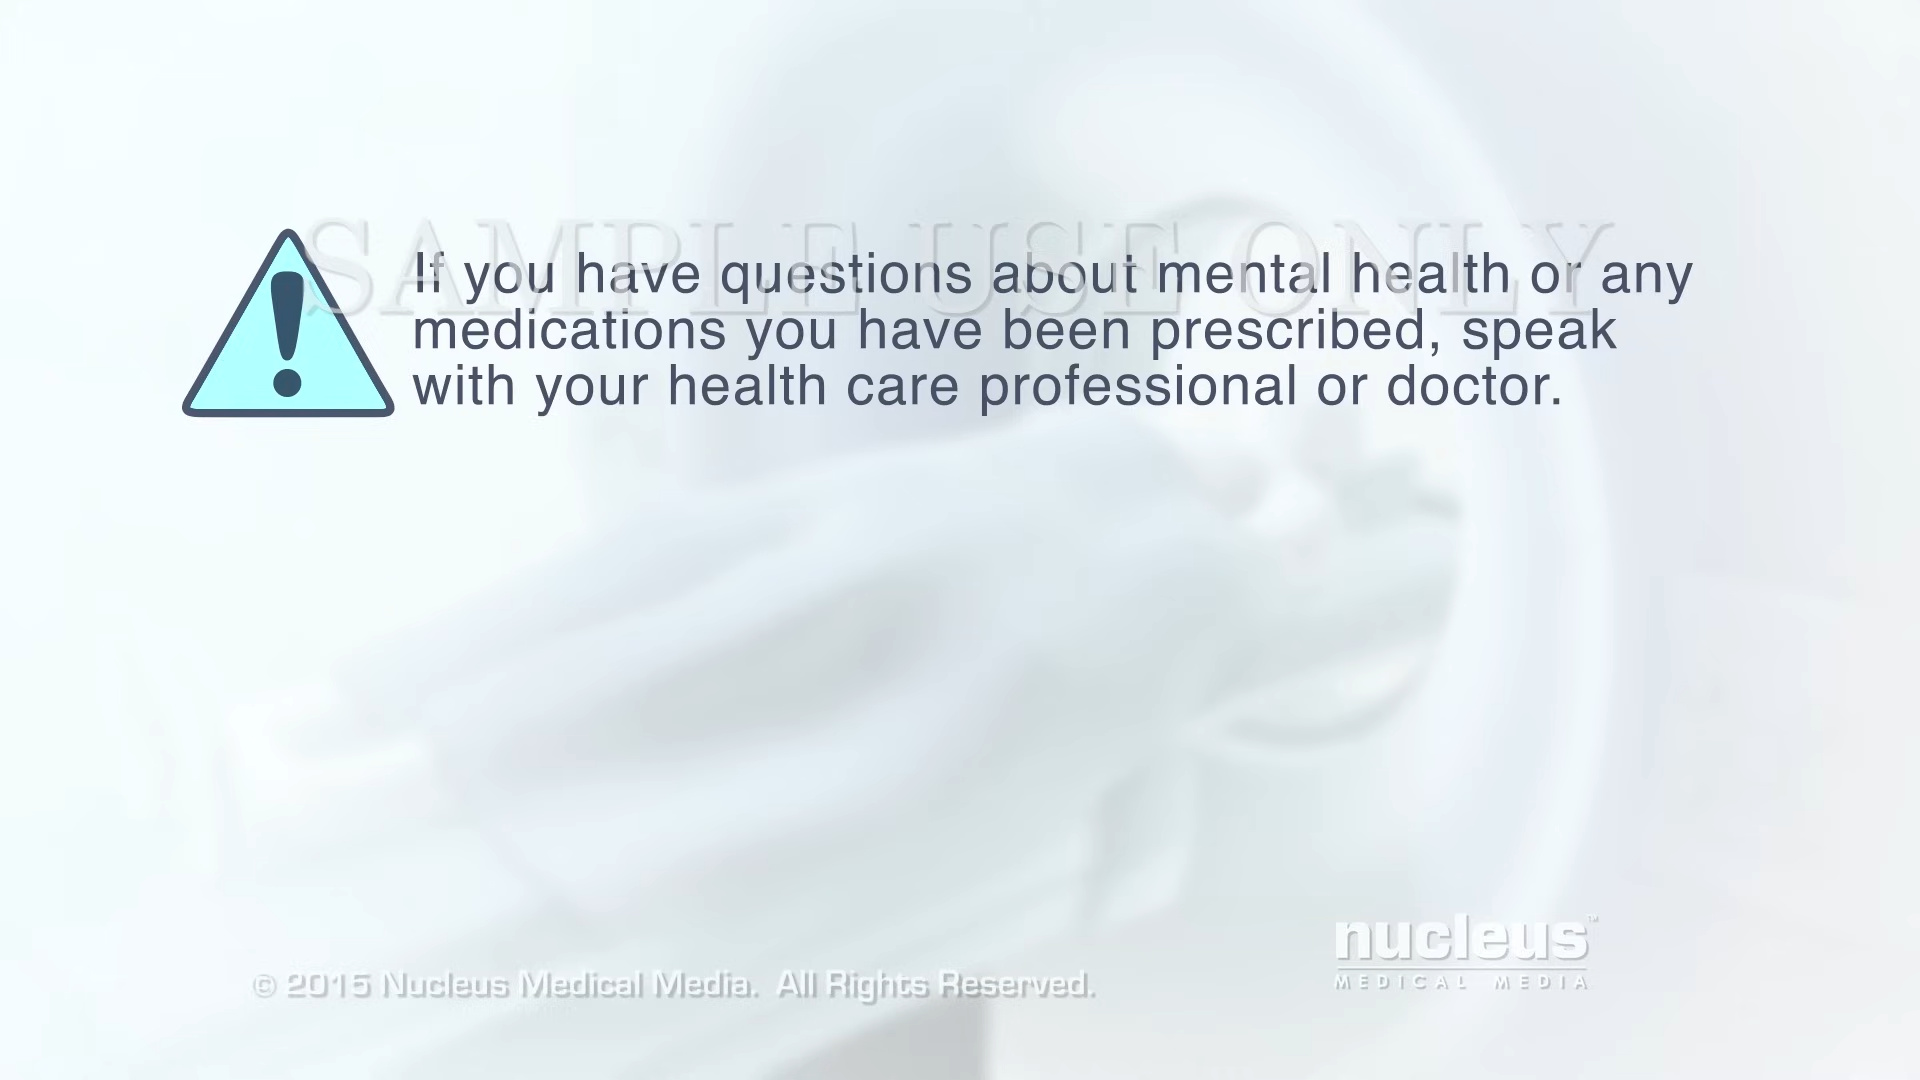 SAMPLE USE ONLY
If you have questions about mental health or any
medications you have been prescribed, speak
with your health care professional or doctor.
© 2015 Nucleus Medical Media. All Rights Reserved.
nucleus™
MEDICAL MEDIA